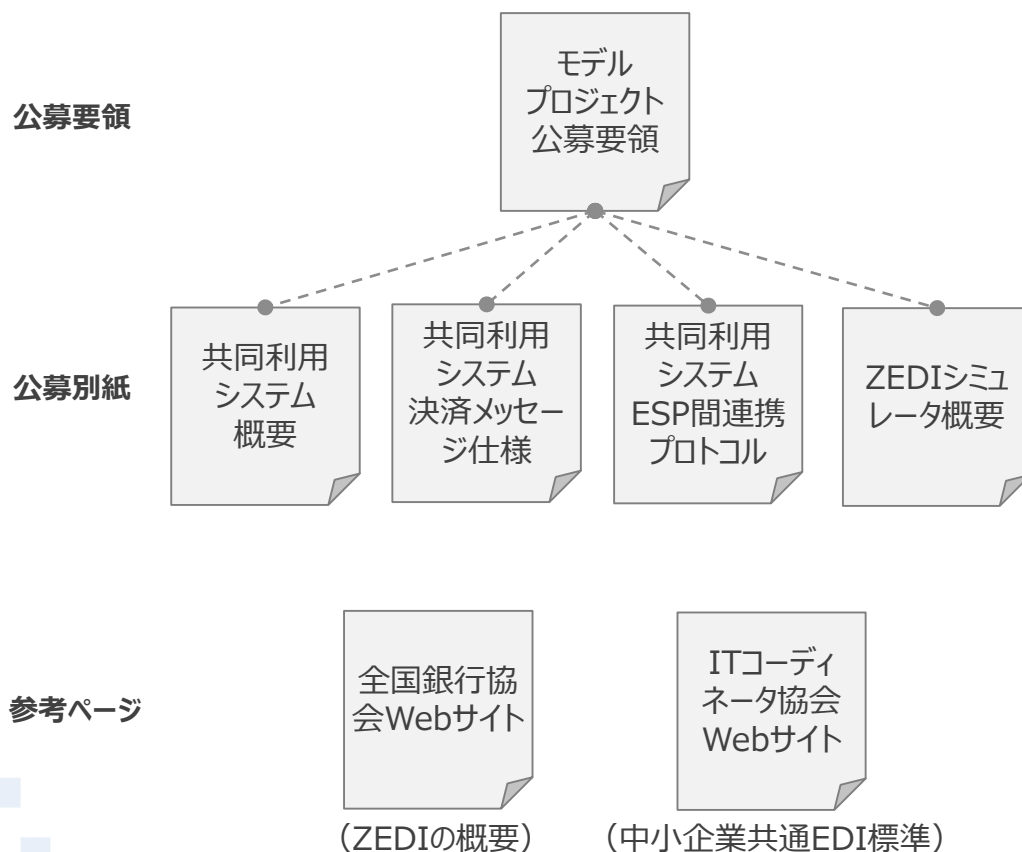 モデル
プロジェクト
公募要領
公募要領
共同利用
システム
概要
共同利用
システム
決済メッセー
ジ仕様
共同利用
システム
ESP間連携
プロトコル
ZEDIシミュ
レータ概要
公募別紙
全国銀行協
会Webサイト
ITコーディ
ネータ協会
Webサイト
参考ページ
（ZEDIの概要）
（中小企業共通EDI標準）